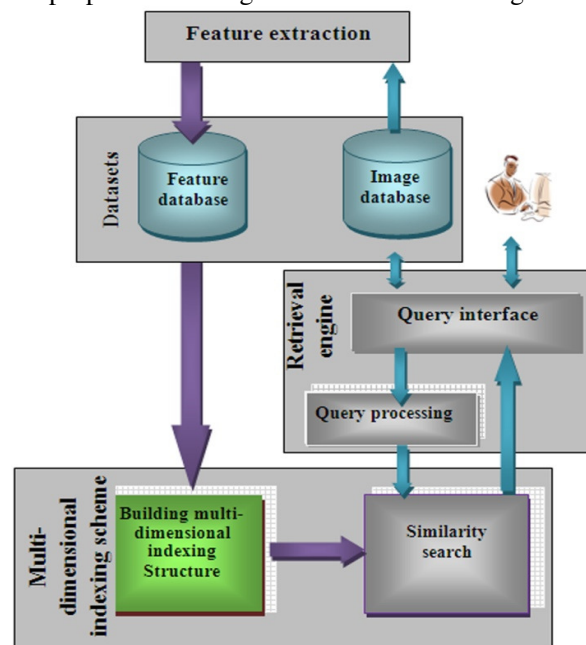 Feature extraction
Datasets
Feature
database
Image
database
Retrieval
engine
Query interface
Query processing
Multi-
dimensional
indexing scheme
Building multi-
dimensional
indexing
Structure
Similarity
search